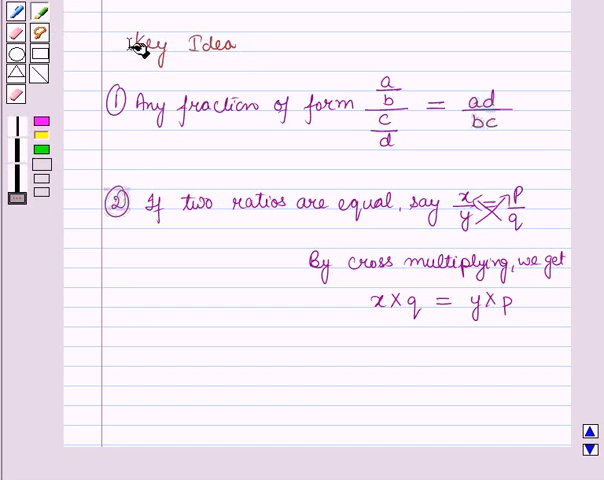 Key Idea
① Any fraction of form (a/b)/(c/d) = ad/bc
② If two ratios are equal, say x/y = p/q
By cross multiplying, we get
x × q = y × p